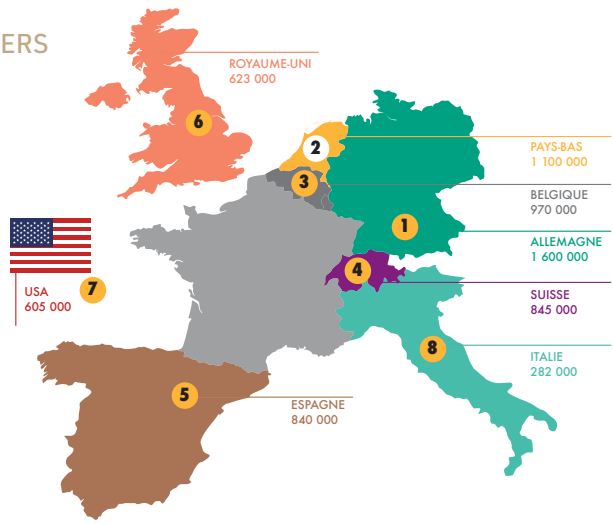 ERS
ROYAUME-UNI
623 000
6
2
PAYS-BAS
1 100 000
3
BELGIQUE
970 000
1
ALLEMAGNE
1 600 000
4
SUISSE
845 000
7
USA
605 000
8
ITALIE
282 000
5
ESPAGNE
840 000